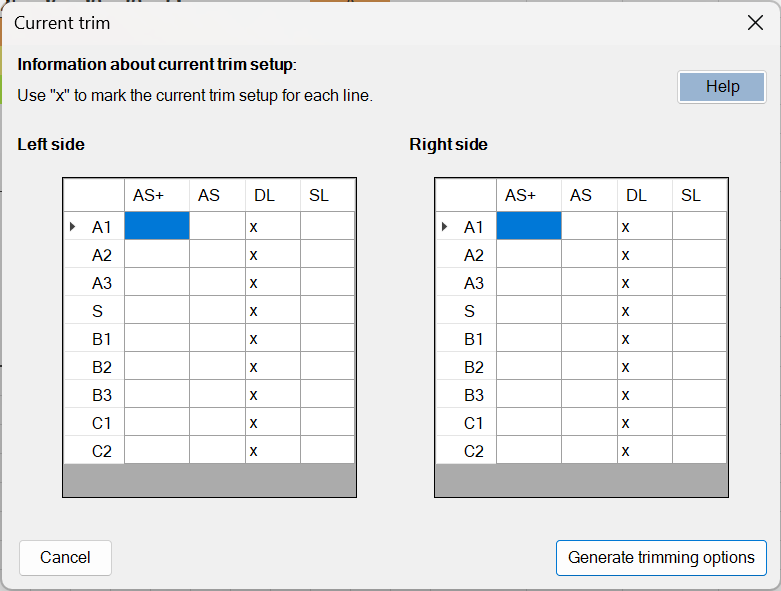 Current trim
Information about current trim setup:
Use "x" to mark the current trim setup for each line.
Help
Left side
AS+ AS DL SL
A1 x
A2 x
A3 x
S x
B1 x
B2 x
B3 x
C1 x
C2 x
Right side
AS+ AS DL SL
A1 x
A2 x
A3 x
S x
B1 x
B2 x
B3 x
C1 x
C2 x
Cancel
Generate trimming options